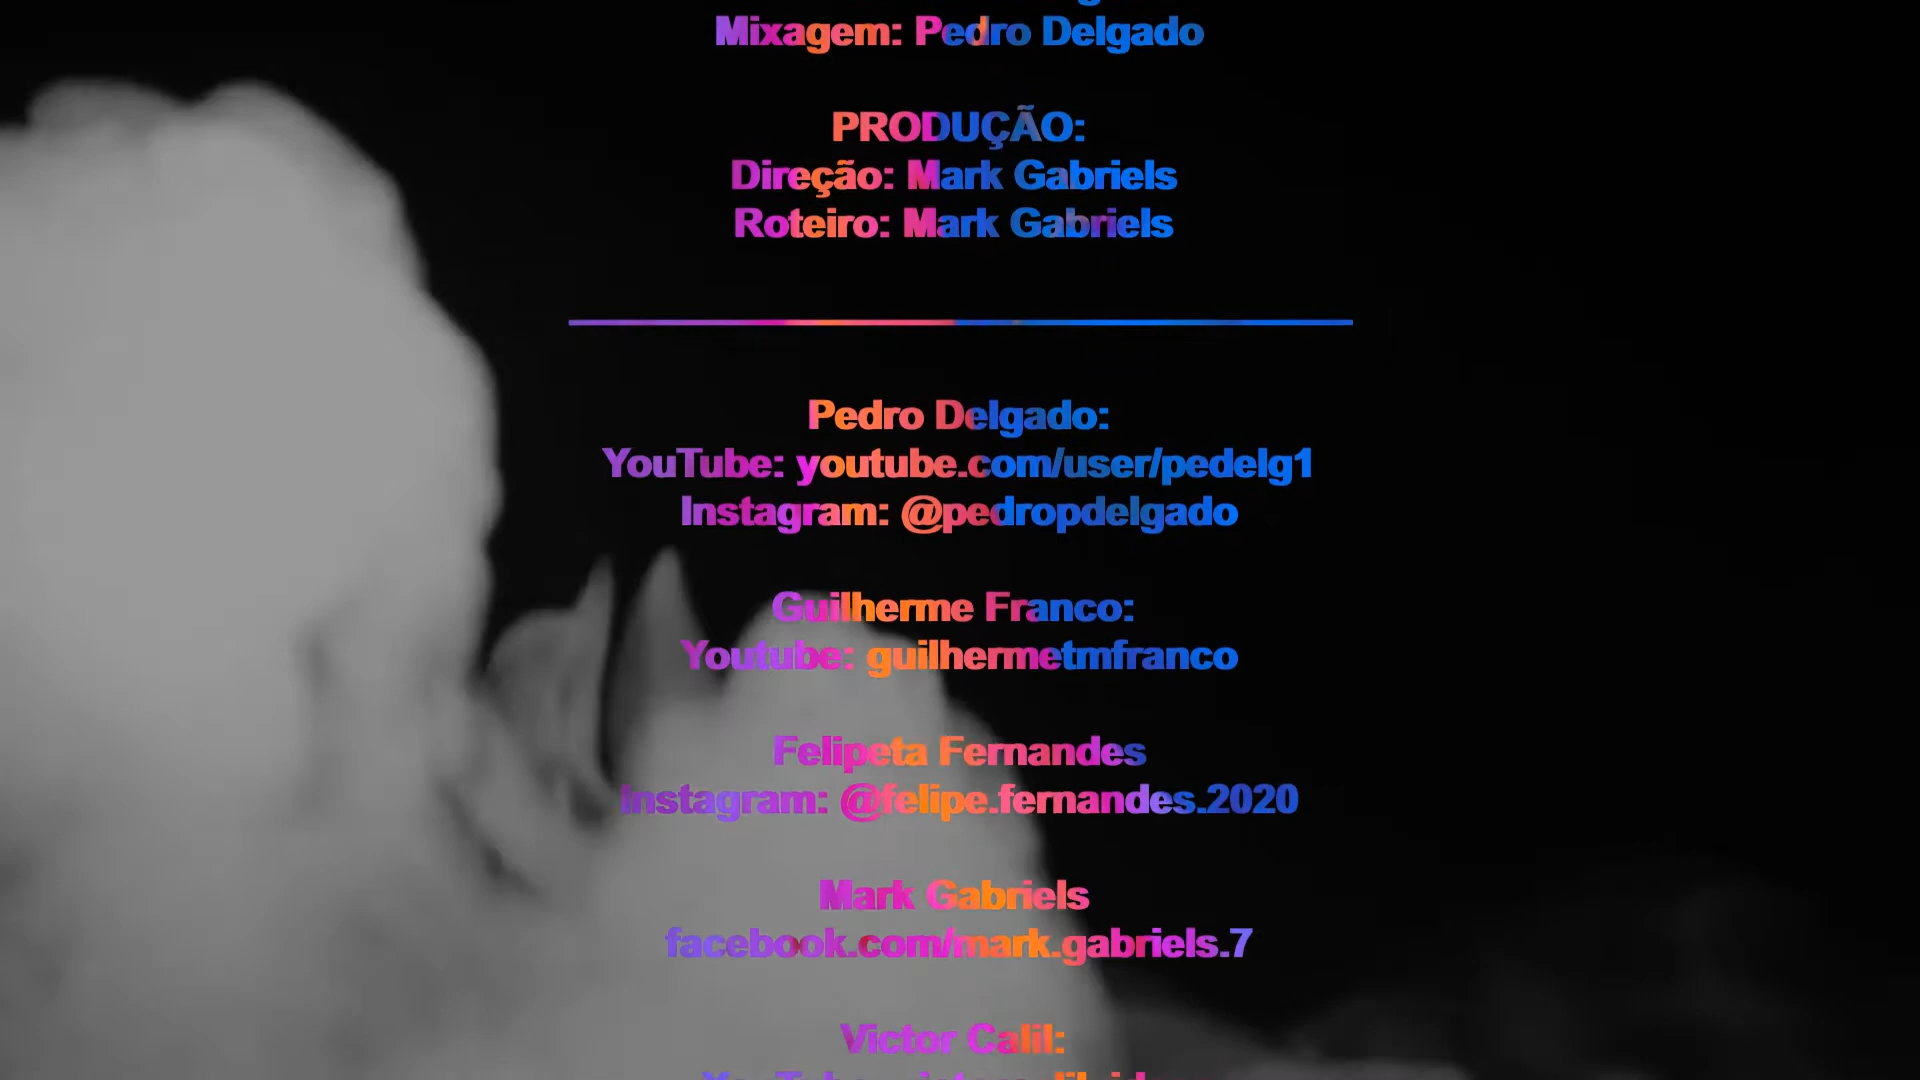 Mixagem: Pedro Delgado
PRODUÇÃO:
Direção: Mark Gabriels
Roteiro: Mark Gabriels
Pedro Delgado:
YouTube: youtube.com/user/pedelg1
Instagram: @pedropdelgado
Guilherme Franco:
Youtube: guilhermetmfranco
Felipeta Fernandes
Instagram: @felipe.fernandes.2020
Mark Gabriels
facebook.com/mark.gabriels.7
Victor Calil: